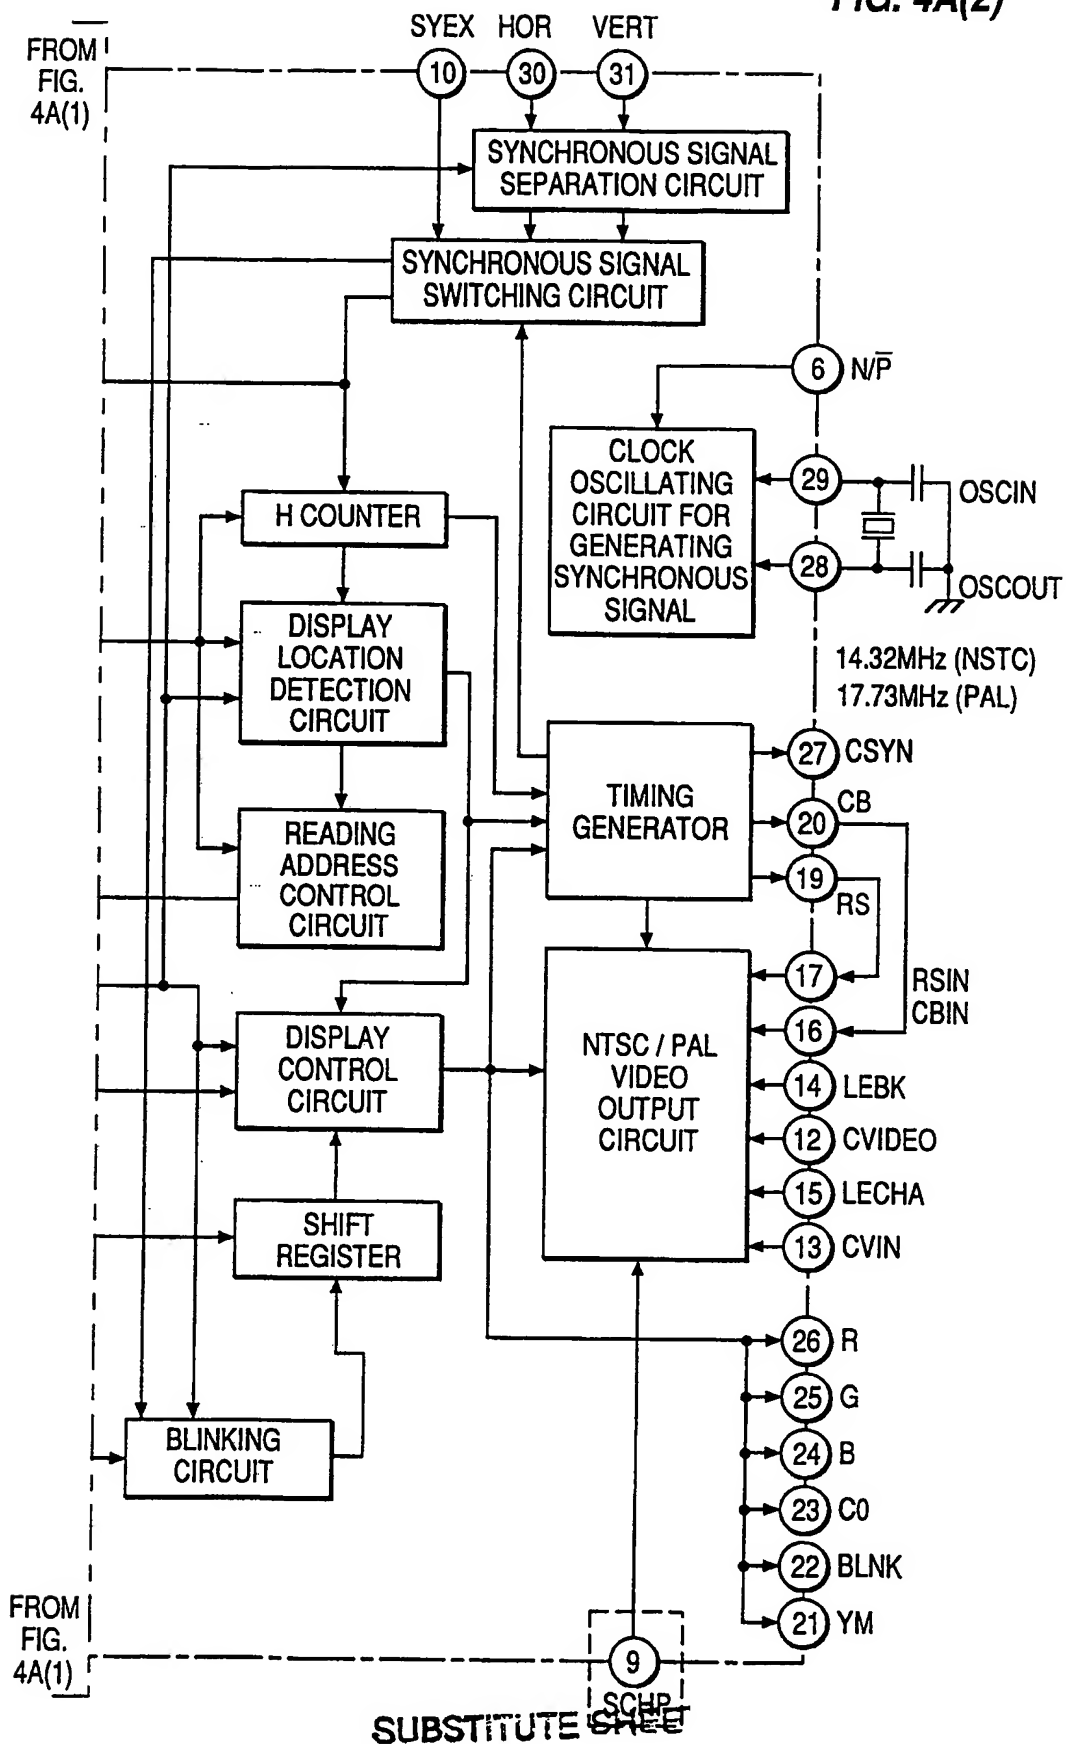 FIG. 4A(2)
SYEX HOR VERT
FROM
FIG.
4A(1)
10 30 31
SYNCHRONOUS SIGNAL
SEPARATION CIRCUIT
SYNCHRONOUS SIGNAL
SWITCHING CIRCUIT
6 N/P̅
CLOCK
OSCILLATING
CIRCUIT FOR
GENERATING
SYNCHRONOUS
SIGNAL
29
OSCIN
28
OSCOUT
H COUNTER
DISPLAY
LOCATION
DETECTION
CIRCUIT
14.32MHz (NSTC)
17.73MHz (PAL)
TIMING
GENERATOR
27 CSYN
20 CB
19 RS
READING
ADDRESS
CONTROL
CIRCUIT
DISPLAY
CONTROL
CIRCUIT
NTSC / PAL
VIDEO
OUTPUT
CIRCUIT
17 RSIN
16 CBIN
14 LEBK
12 CVIDEO
15 LECHA
13 CVIN
SHIFT
REGISTER
BLINKING
CIRCUIT
26 R
25 G
24 B
23 C0
22 BLNK
21 YM
FROM
FIG.
4A(1)
9
SCHP
SUBSTITUTE SHEET